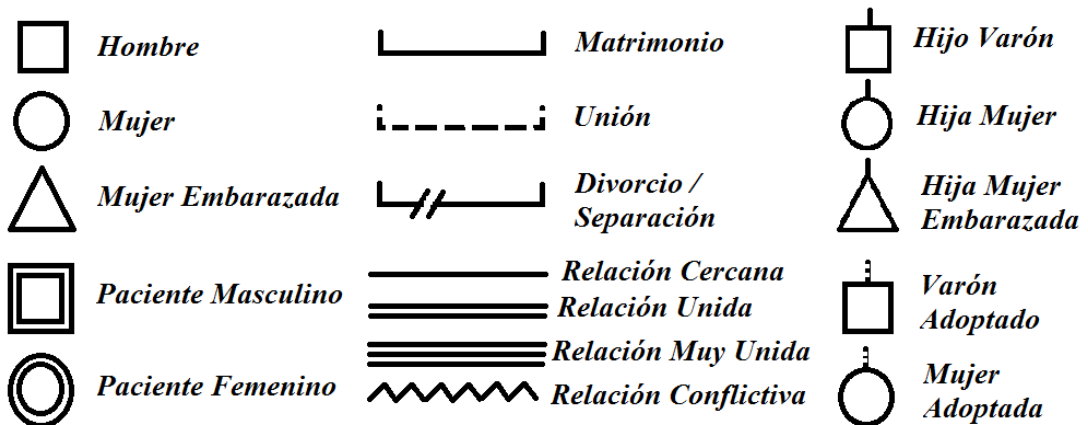 Hombre
Matrimonio
Hijo Varón
Mujer
Unión
Hija Mujer
Mujer Embarazada
Divorcio /
Separación
Hija Mujer
Embarazada
Paciente Masculino
Relación Cercana
Relación Unida
Varón
Adoptado
Paciente Femenino
Relación Muy Unida
Relación Conflictiva
Mujer
Adoptada